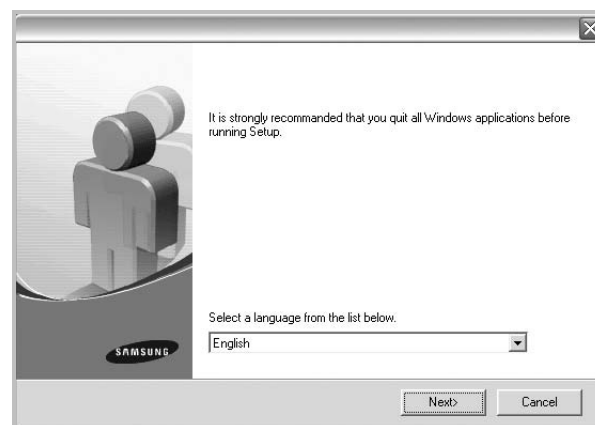 It is strongly recommanded that you quit all Windows applications before
running Setup.
Select a language from the list below.
English
SAMSUNG
Next>
Cancel